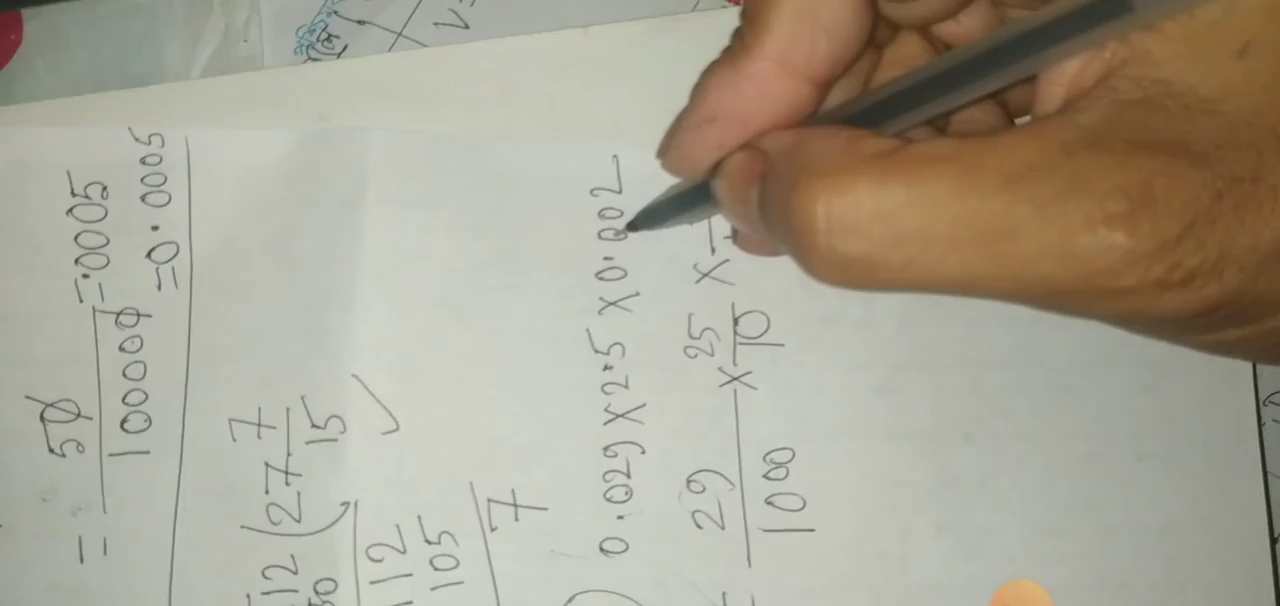 = 50/100000 = .0005
= 0.0005
27 7/15
112
105
7
) 0.029 X 2.5 X 0.002
= 29/1000 X 25/10 X